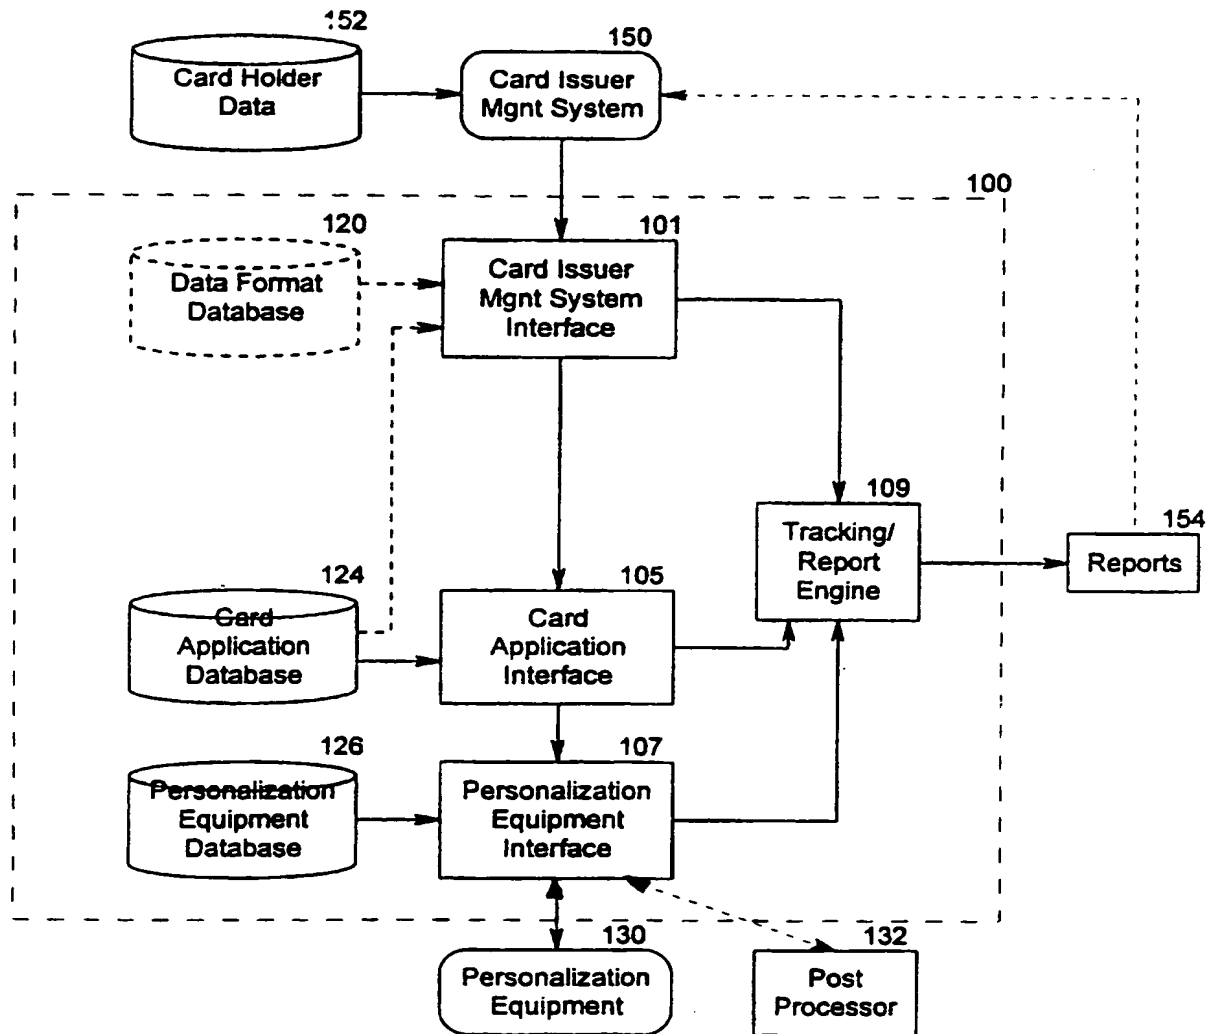 152
Card Holder
Data
150
Card Issuer
Mgnt System
100
120
Data Format
Database
101
Card Issuer
Mgnt System
Interface
109
Tracking/
Report
Engine
154
Reports
124
Card
Application
Database
105
Card
Application
Interface
126
Personalization
Equipment
Database
107
Personalization
Equipment
Interface
130
Personalization
Equipment
132
Post
Processor